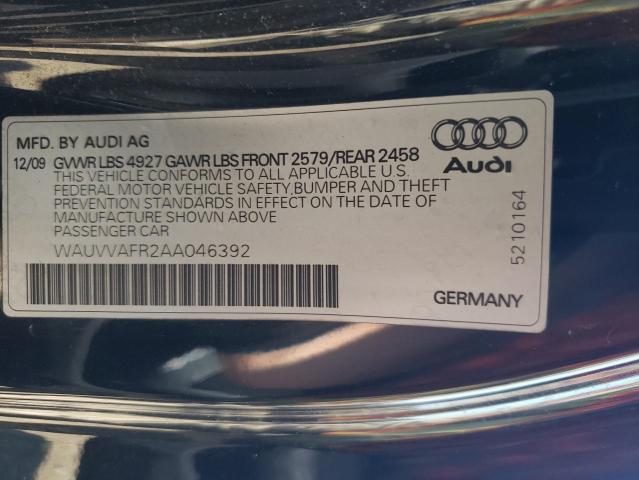 MFD. BY AUDI AG
12/09 GVWR LBS 4927 GAWR LBS FRONT 2579/REAR 2458
THIS VEHICLE CONFORMS TO ALL APPLICABLE U.S.
FEDERAL MOTOR VEHICLE SAFETY,BUMPER AND THEFT
PREVENTION STANDARDS IN EFFECT ON THE DATE OF
MANUFACTURE SHOWN ABOVE
PASSENGER CAR
WAUVVAFR2AA046392
Audi
5210164
GERMANY